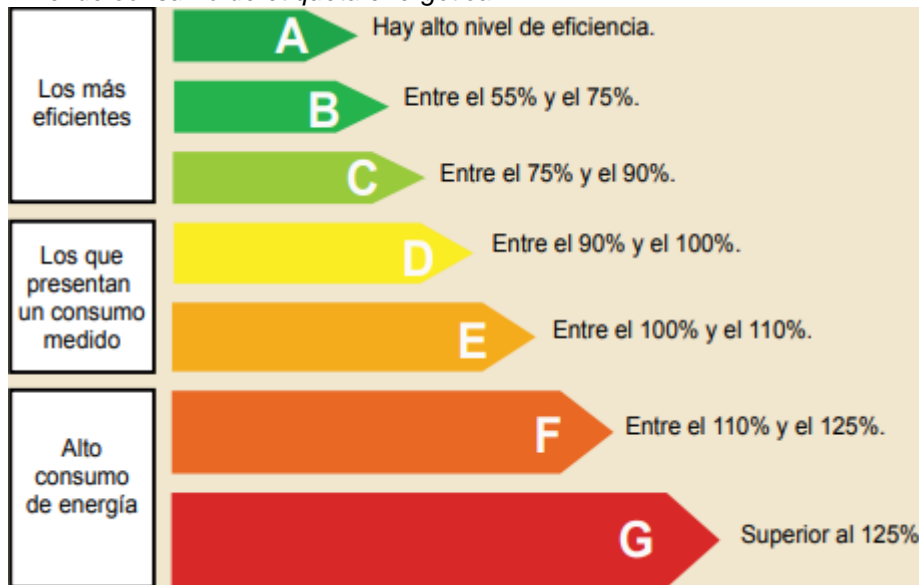 A Hay alto nivel de eficiencia.
Los más
eficientes
B Entre el 55% y el 75%.
C Entre el 75% y el 90%.
Los que
presentan
un consumo
medido
D Entre el 90% y el 100%.
E Entre el 100% y el 110%.
Alto
consumo
de energía
F Entre el 110% y el 125%.
G Superior al 125%